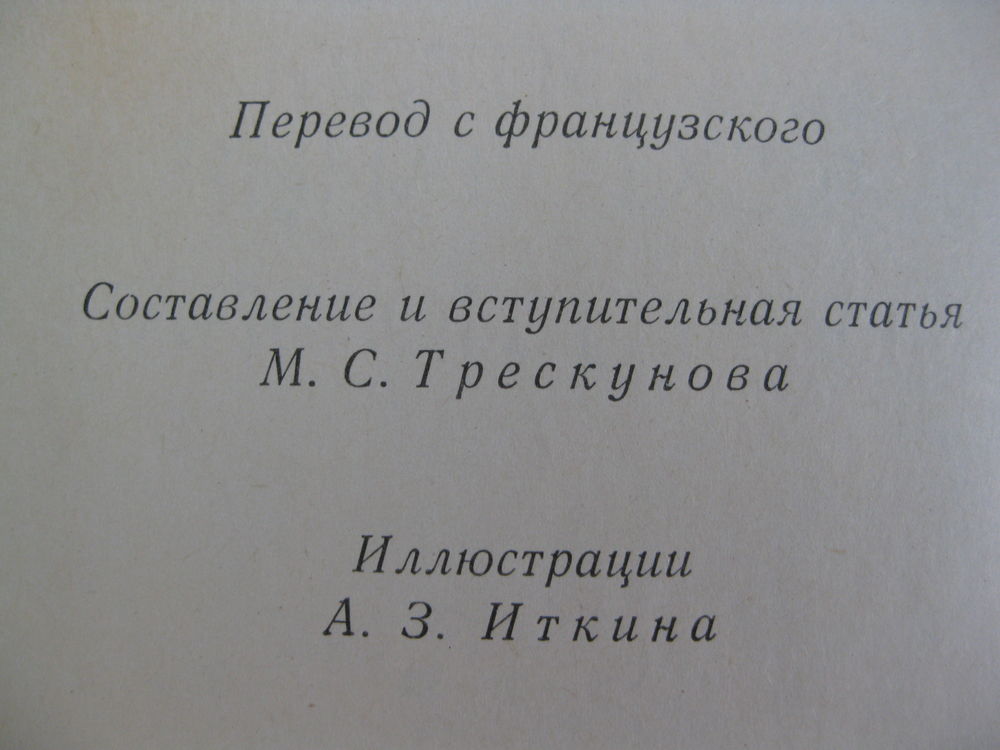 Перевод с французского
Составление и вступительная статья
М. С. Трескунова
Иллюстрации
А. З. Иткина